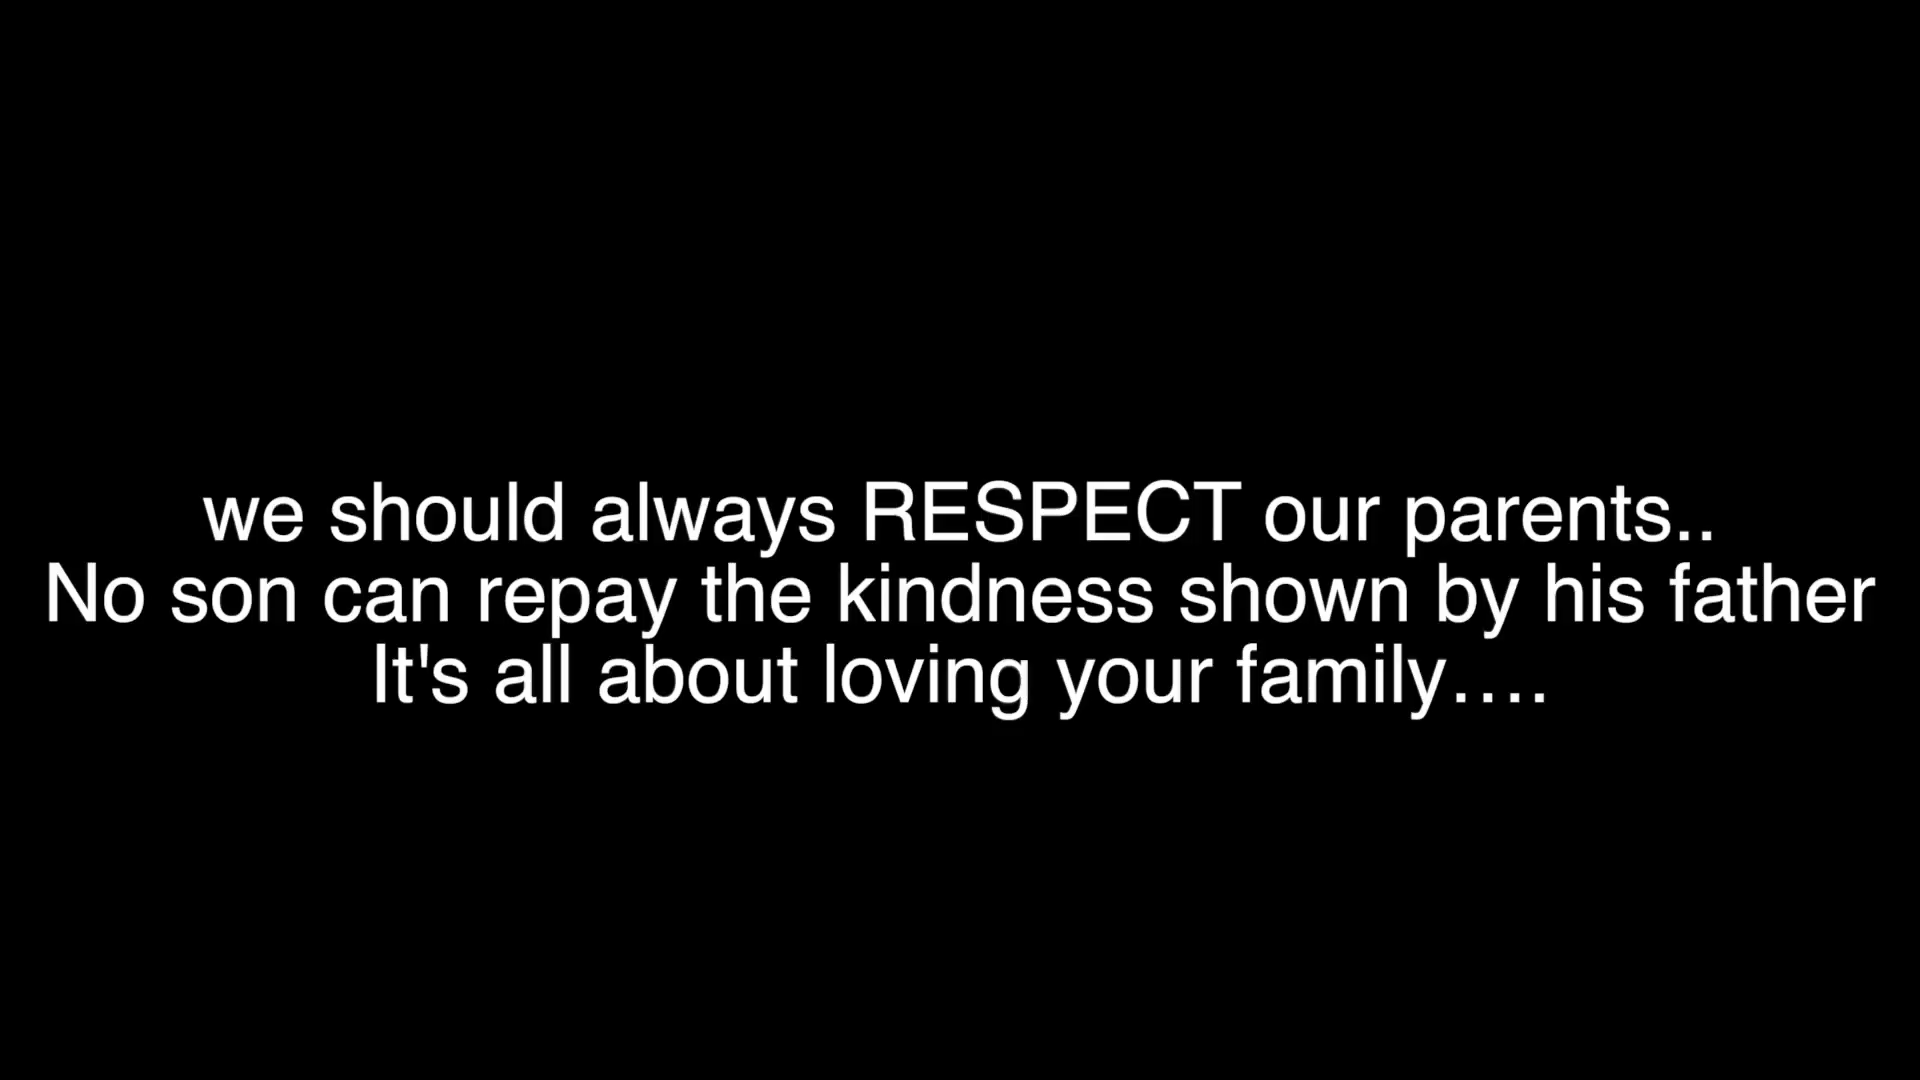 we should always RESPECT our parents..
No son can repay the kindness shown by his father
It's all about loving your family....